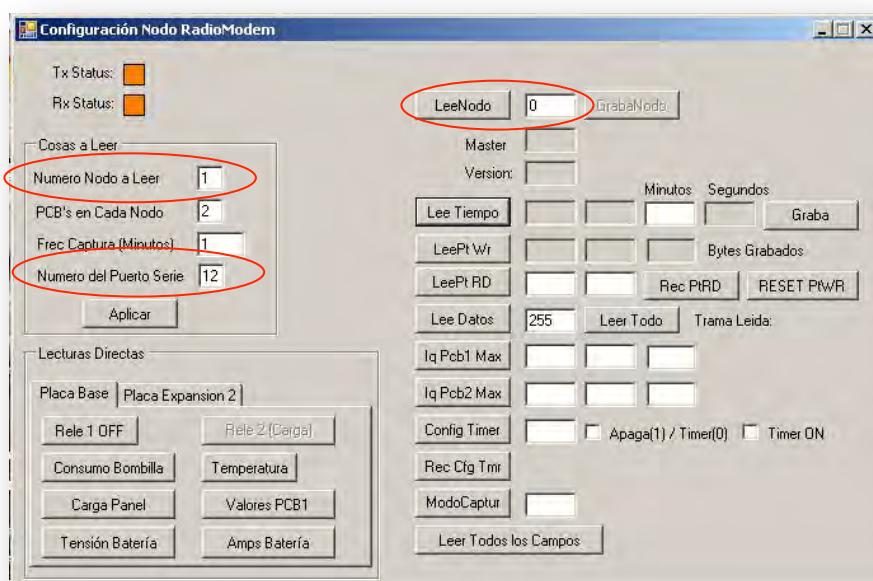 Configuración Nodo RadioModem
Tx Status:
Rx Status:
Cosas a Leer
Numero Nodo a Leer 1
PCB's en Cada Nodo 2
Frec Captura (Minutos) 1
Numero del Puerto Serie 12
Aplicar
Lecturas Directas
Placa Base Placa Expansion 2
Rele 1 OFF Rele 2 (Carga)
Consumo Bombilla Temperatura
Carga Panel Valores PCB1
Tensión Batería Amps Batería
LeeNodo 0 GrabaNodo
Master
Version:
Minutos Segundos
Lee Tiempo Graba
LeePt Wr Bytes Grabados
LeePt RD Rec PtRD RESET PtWR
Lee Datos 255 Leer Todo Trama Leida:
Iq Pcb1 Max
Iq Pcb2 Max
Config Timer Apaga(1) / Timer(0) Timer ON
Rec Cfg Tmr
ModoCaptur
Leer Todos los Campos